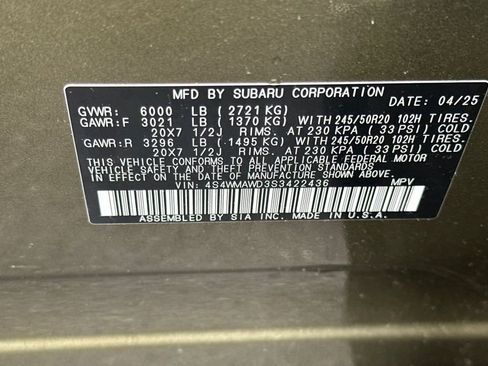 MFD BY SUBARU CORPORATION
DATE: 04/25
GVWR: 6000 LB (2721 KG)
GAWR:F 3021 LB (1370 KG) WITH 245/50R20 102H TIRES.
20X7 1/2J RIMS. AT 230 KPA (33 PSI) COLD
GAWR:R 3296 LB (1495 KG) WITH 245/50R20 102H TIRES.
20X7 1/2J RIMS. AT 230 KPA (33 PSI) COLD
THIS VEHICLE CONFORMS TO ALL APPLICABLE FEDERAL MOTOR
VEHICLE SAFETY STANDARDS IN EFFECT ON THE
DATE OF MANUFACTURE SHOWN ABOVE.
VIN: 4S4WMAWD3S3422436 MPV
ASSEMBLED BY SIA INC. MADE IN U.S.A.